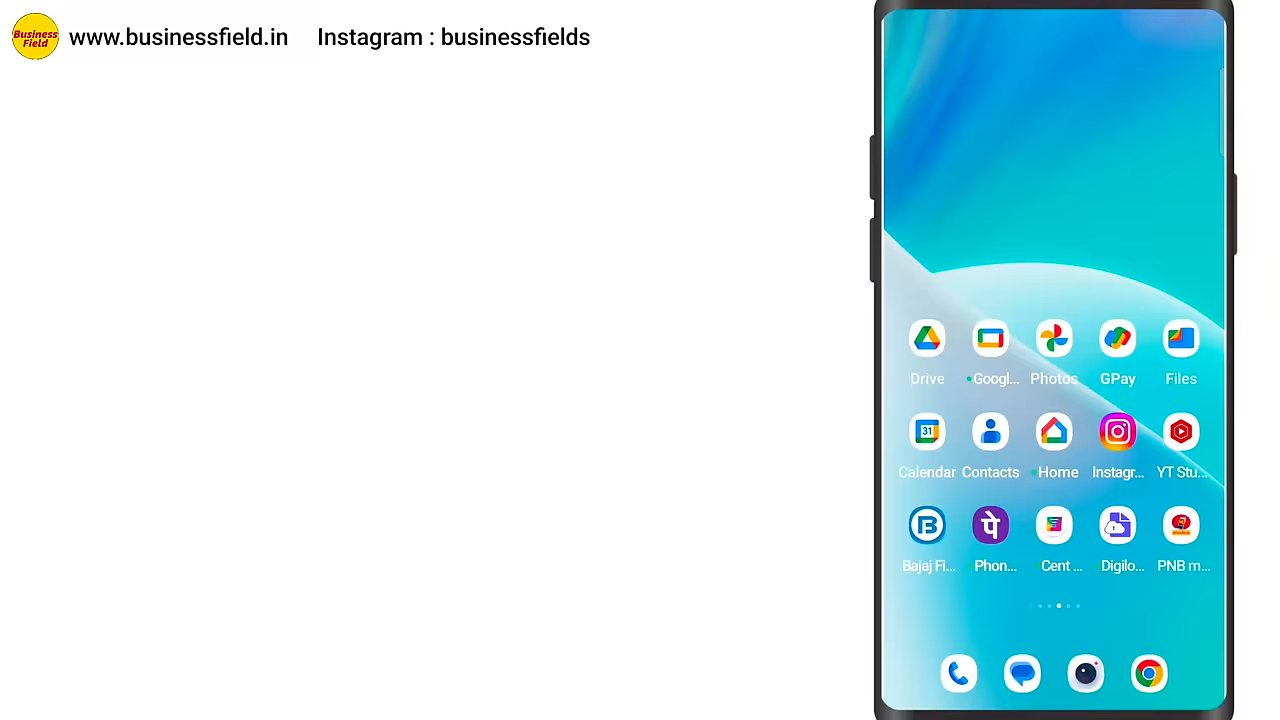 Business
Field
www.businessfield.in Instagram : businessfields
Drive Googl... Photos GPay Files
31
Calendar Contacts Home Instagr... YT Stu...
पे
Bajaj Fi... Phon... Cent ... Digilo... PNB m...